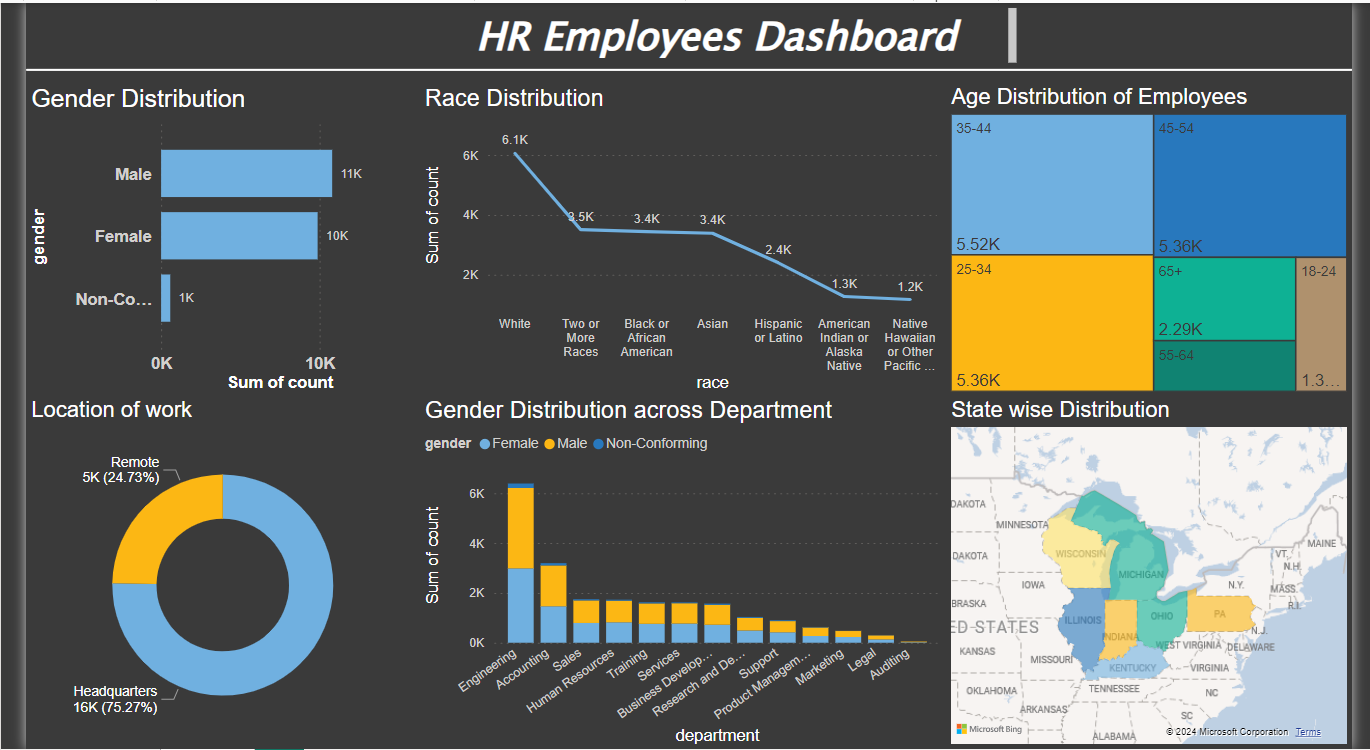 HR Employees Dashboard
Gender Distribution
gender
Male
11K
Female
10K
Non-Co...
1K
0K
10K
Sum of count
Race Distribution
Sum of count
6K
4K
2K
6.1K
3.5K
3.4K
3.4K
2.4K
1.3K
1.2K
White
Two or
More
Races
Black or
African
American
Asian
Hispanic
or Latino
American
Indian or
Alaska
Native
Native
Hawaiian
or Other
Pacific ...
race
Age Distribution of Employees
35-44
5.52K
45-54
5.36K
25-34
5.36K
65+
2.29K
55-64
18-24
1.3...
Location of work
Remote
5K (24.73%)
Headquarters
16K (75.27%)
Gender Distribution across Department
gender Female Male Non-Conforming
Sum of count
6K
4K
2K
0K
Engineering
Accounting
Sales
Human Resources
Training
Services
Business Develop...
Research and De...
Support
Product Managem...
Marketing
Legal
Auditing
department
State wise Distribution
DAKOTA
MINNESOTA
WISCONSIN
MICHIGAN
MAINE
VT.
N.H.
DAKOTA
IOWA
N.Y.
MASS.
R.I.
BRASKA
ILLINOIS
INDIANA
OHIO
PA
N.J.
ED STATES
KANSAS
MISSOURI
WEST VIRGINIA
DELAWARE
KENTUCKY
VIRGINIA
OKLAHOMA
TENNESSEE
NC
ARKANSAS
SC
ALABAMA
Microsoft Bing
© 2024 Microsoft Corporation Terms